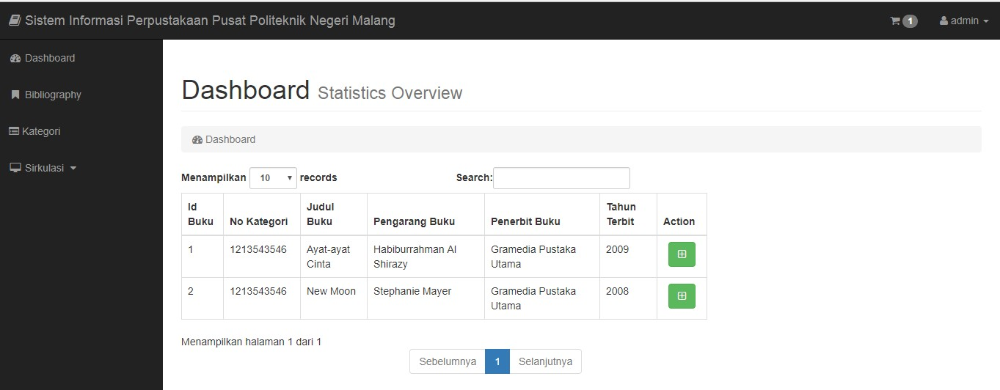 Sistem Informasi Perpustakaan Pusat Politeknik Negeri Malang
1
admin
Dashboard
Bibliography
Kategori
Sirkulasi
Dashboard Statistics Overview
Dashboard
Menampilkan 10 records
Search:
Id Buku No Kategori Judul Buku Pengarang Buku Penerbit Buku Tahun Terbit Action
1 1213543546 Ayat-ayat Cinta Habiburrahman Al Shirazy Gramedia Pustaka Utama 2009
2 1213543546 New Moon Stephanie Mayer Gramedia Pustaka Utama 2008
Menampilkan halaman 1 dari 1
Sebelumnya 1 Selanjutnya